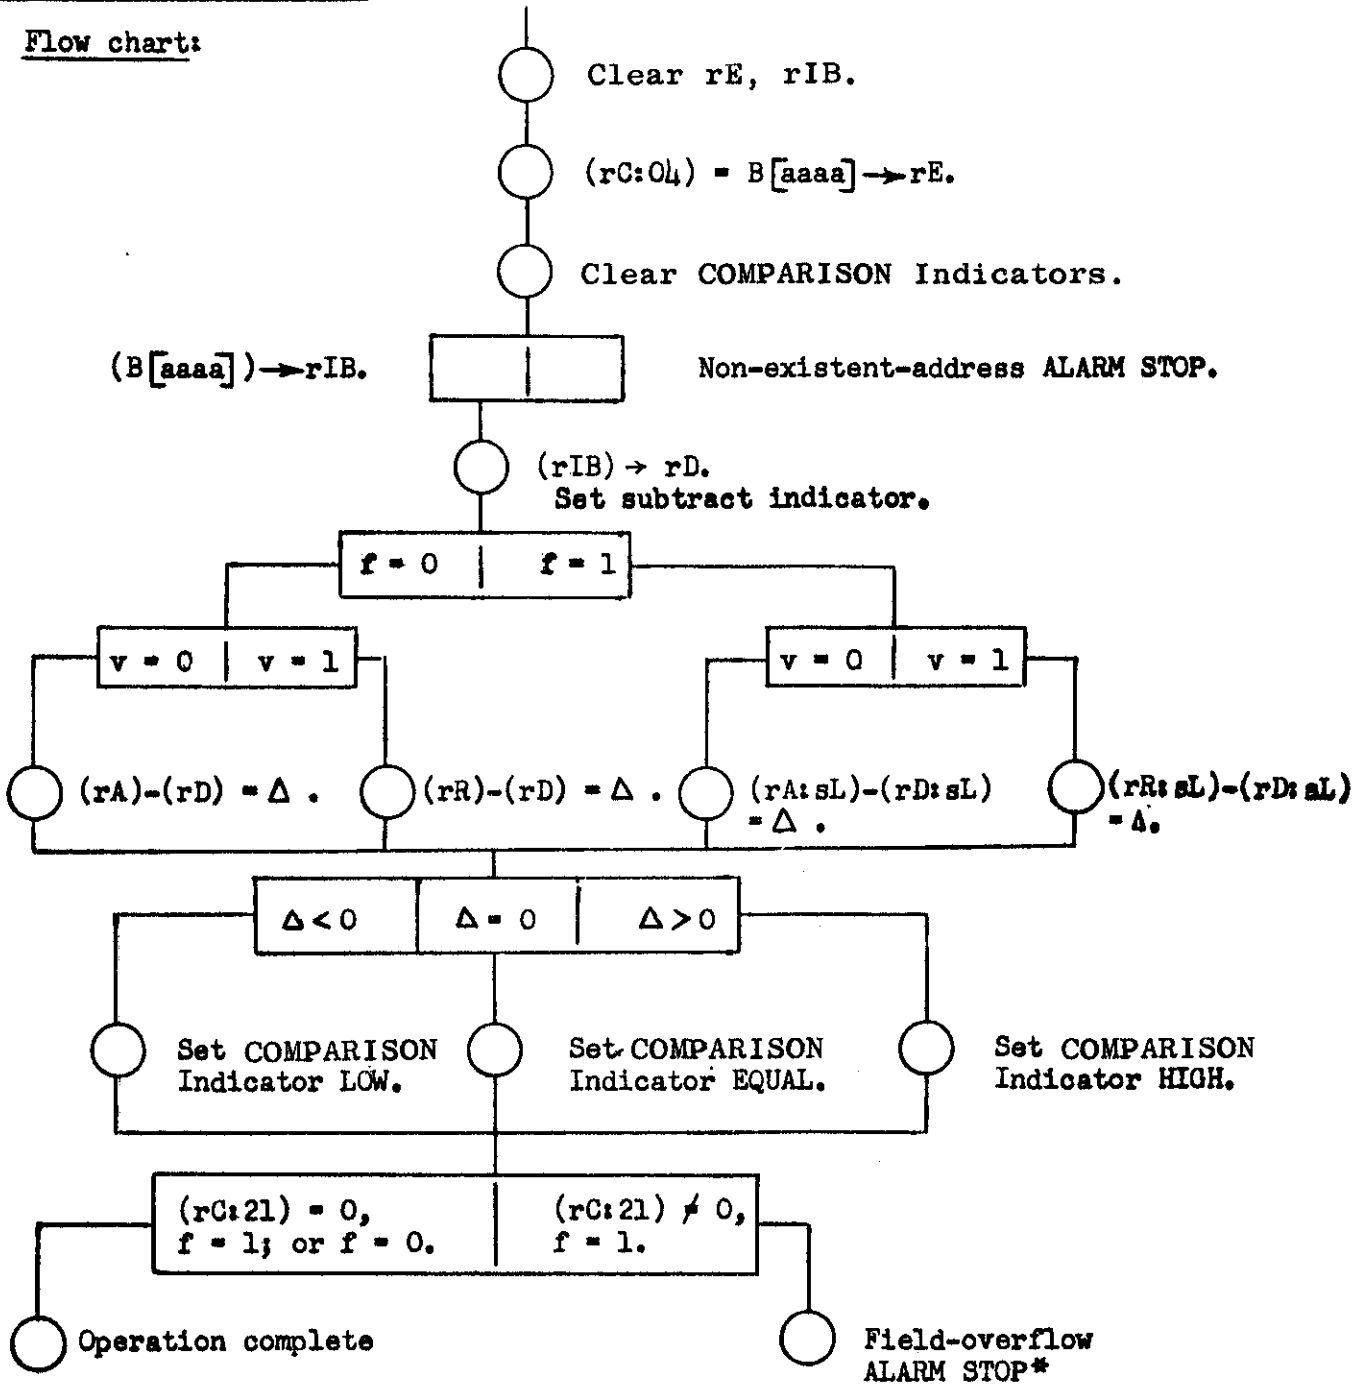 Flow chart:
Clear rE, rIB.
(rC:04) = B[aaaa]→rE.
Clear COMPARISON Indicators.
(B[aaaa])→rIB.
Non-existent-address ALARM STOP.
(rIB) → rD.
Set subtract indicator.
f = 0 | f = 1
v = 0 | v = 1
v = 0 | v = 1
(rA)-(rD) = Δ .
(rR)-(rD) = Δ .
(rA:sL)-(rD:sL)
= Δ .
(rR:sL)-(rD:sL)
= Δ.
Δ < 0
Δ = 0
Δ > 0
Set COMPARISON
Indicator LOW.
Set COMPARISON
Indicator EQUAL.
Set COMPARISON
Indicator HIGH.
(rC:21) = 0,
f = 1; or f = 0.
(rC:21) ≠ 0,
f = 1.
Operation complete
Field-overflow
ALARM STOP*